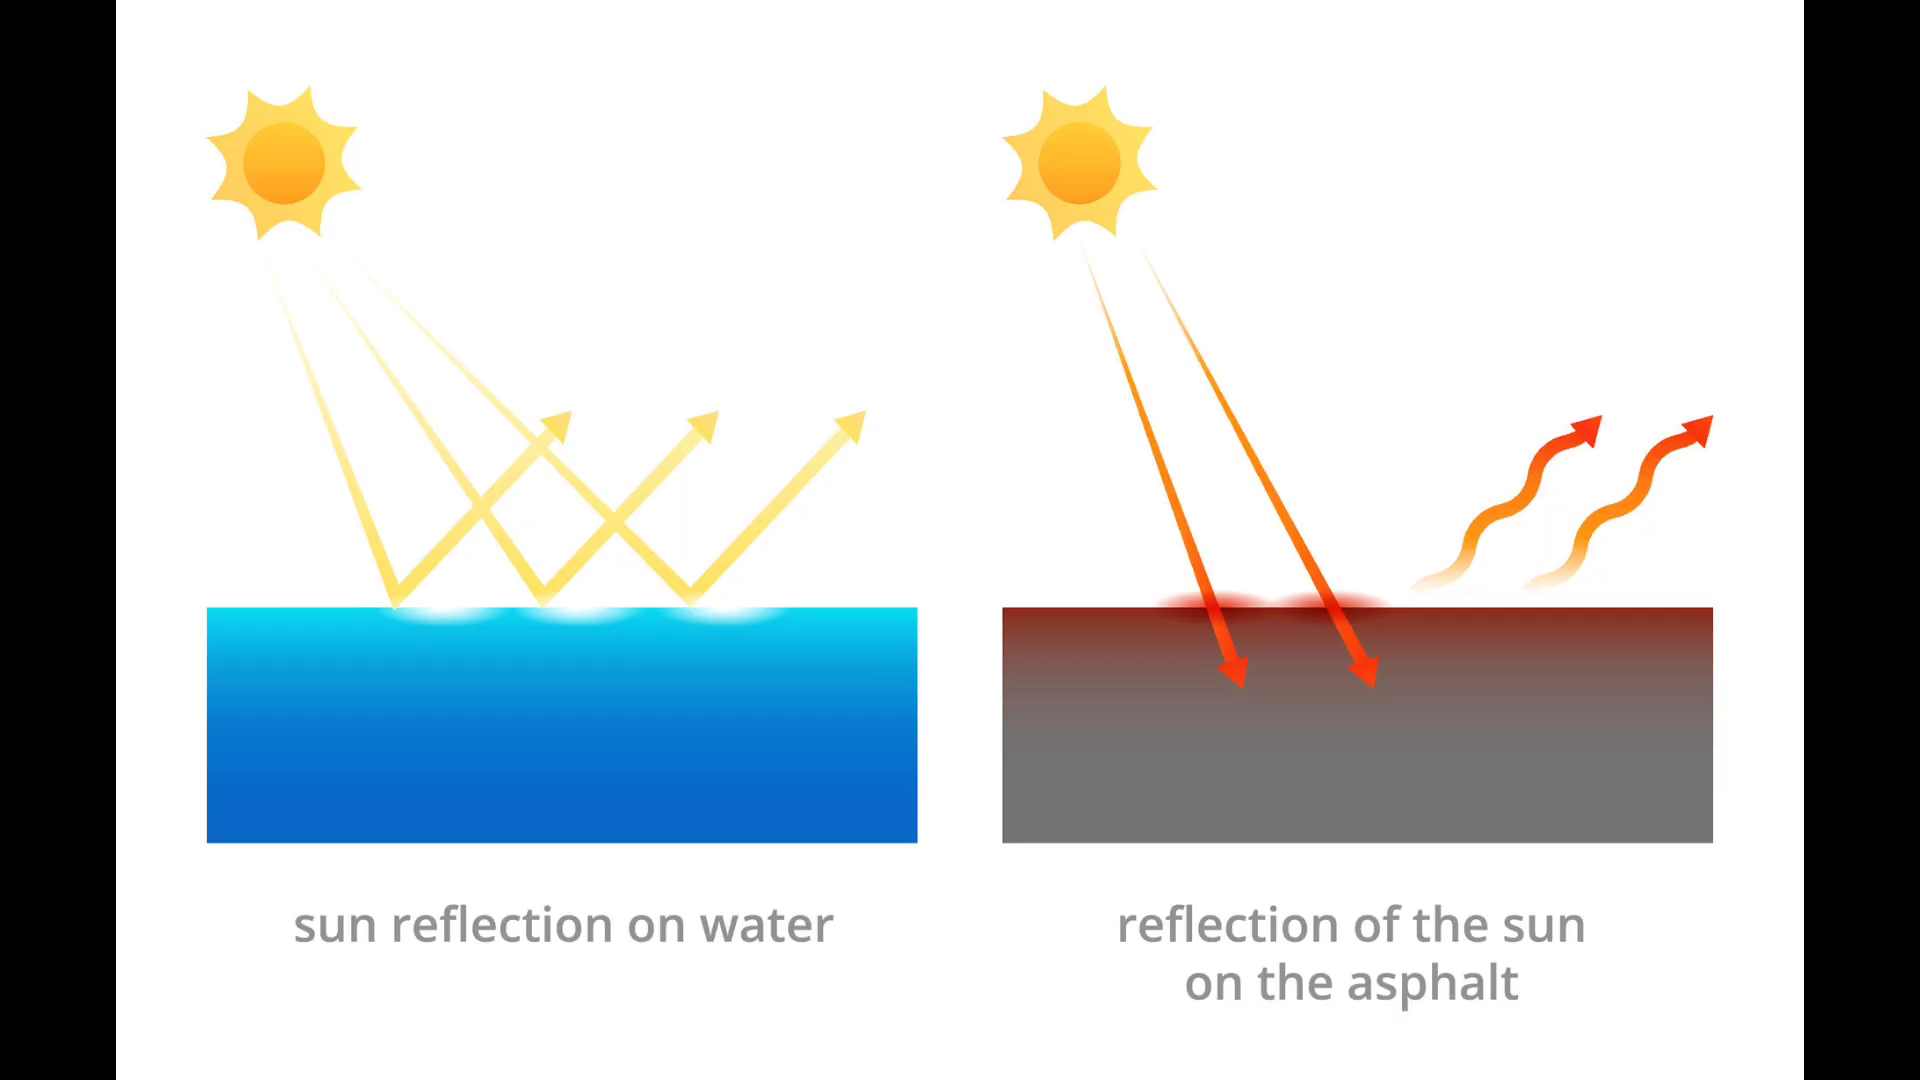 sun reflection on water
reflection of the sun
on the asphalt